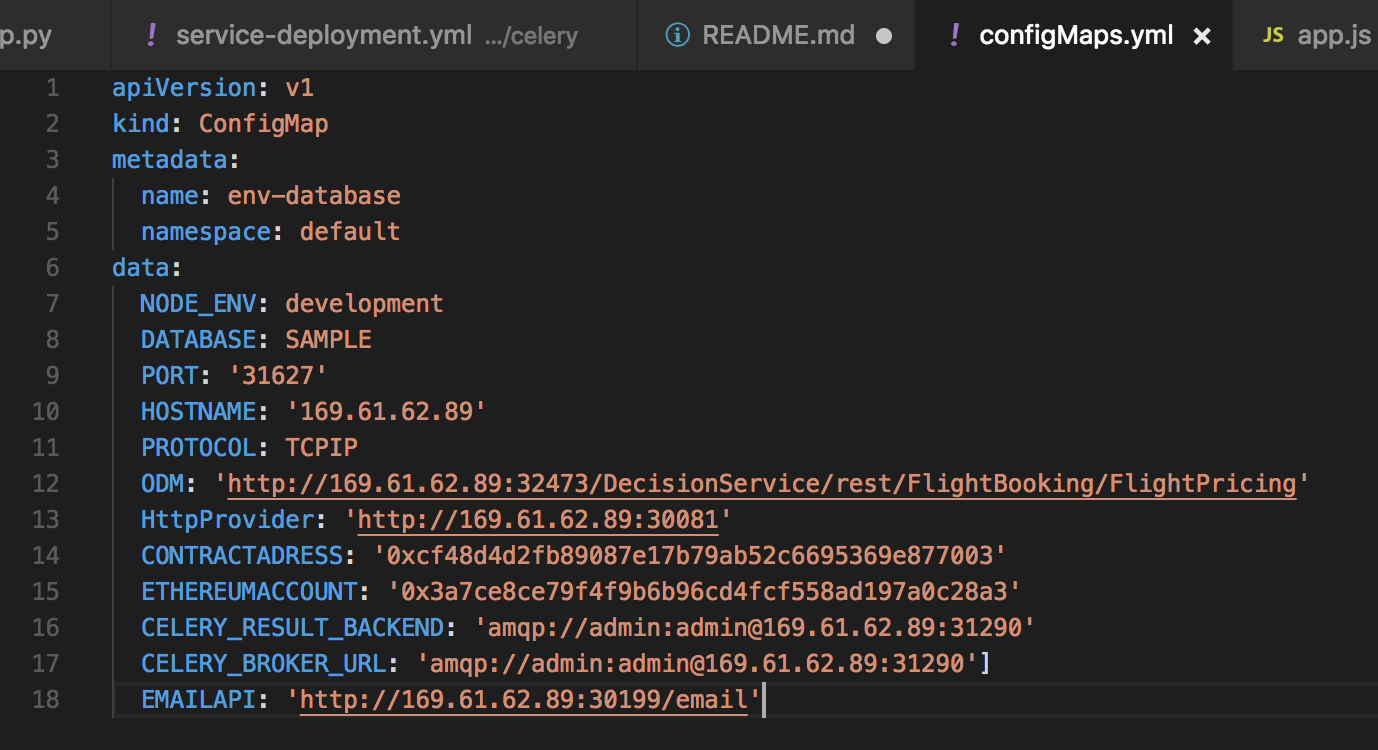 p.py ! service-deployment.yml .../celery README.md ● ! configMaps.yml × JS app.js
1 apiVersion: v1
2 kind: ConfigMap
3 metadata:
4 name: env-database
5 namespace: default
6 data:
7 NODE_ENV: development
8 DATABASE: SAMPLE
9 PORT: '31627'
10 HOSTNAME: '169.61.62.89'
11 PROTOCOL: TCPIP
12 ODM: 'http://169.61.62.89:32473/DecisionService/rest/FlightBooking/FlightPricing'
13 HttpProvider: 'http://169.61.62.89:30081'
14 CONTRACTADRESS: '0xcf48d4d2fb89087e17b79ab52c6695369e877003'
15 ETHEREUMACCOUNT: '0x3a7ce8ce79f4f9b6b96cd4fcf558ad197a0c28a3'
16 CELERY_RESULT_BACKEND: 'amqp://admin:admin@169.61.62.89:31290'
17 CELERY_BROKER_URL: 'amqp://admin:admin@169.61.62.89:31290']
18 EMAILAPI: 'http://169.61.62.89:30199/email'